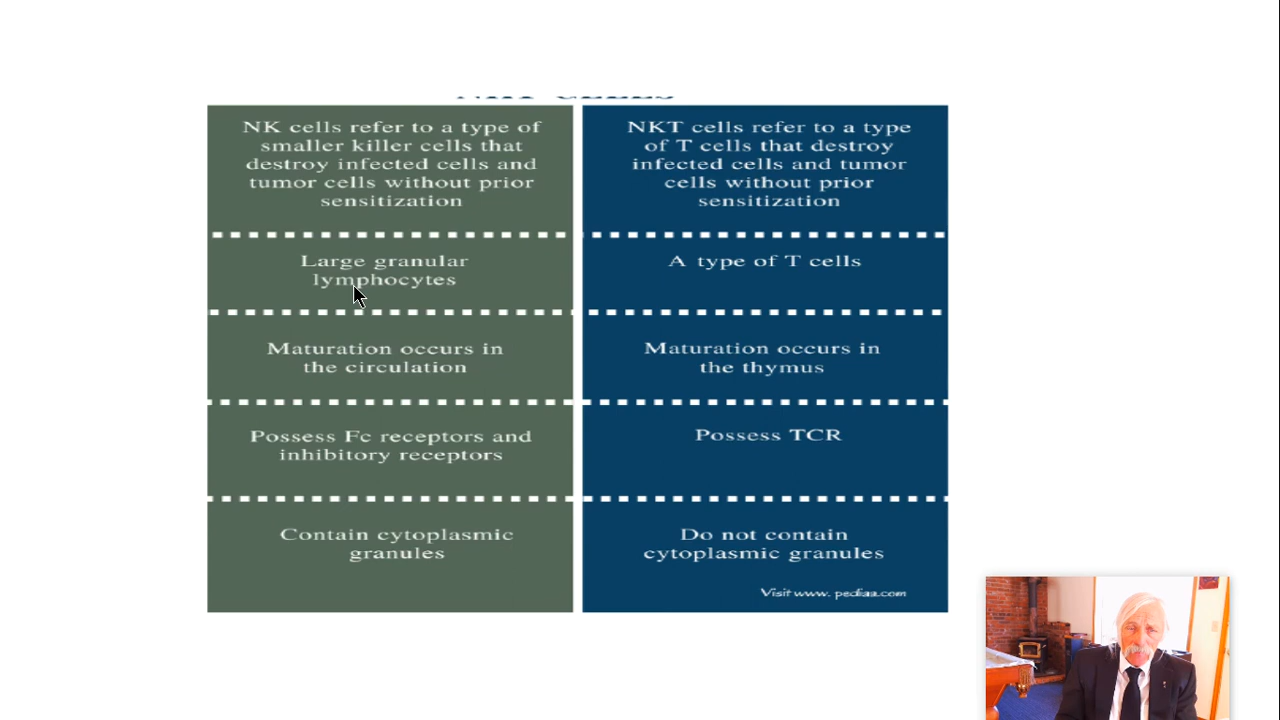 NK cells refer to a type of
smaller killer cells that
destroy infected cells and
tumor cells without prior
sensitization
NKT cells refer to a type
of T cells that destroy
infected cells and tumor
cells without prior
sensitization
Large granular
lymphocytes
A type of T cells
Maturation occurs in
the circulation
Maturation occurs in
the thymus
Possess Fc receptors and
inhibitory receptors
Possess TCR
Contain cytoplasmic
granules
Do not contain
cytoplasmic granules
Visit www. pediaa.com